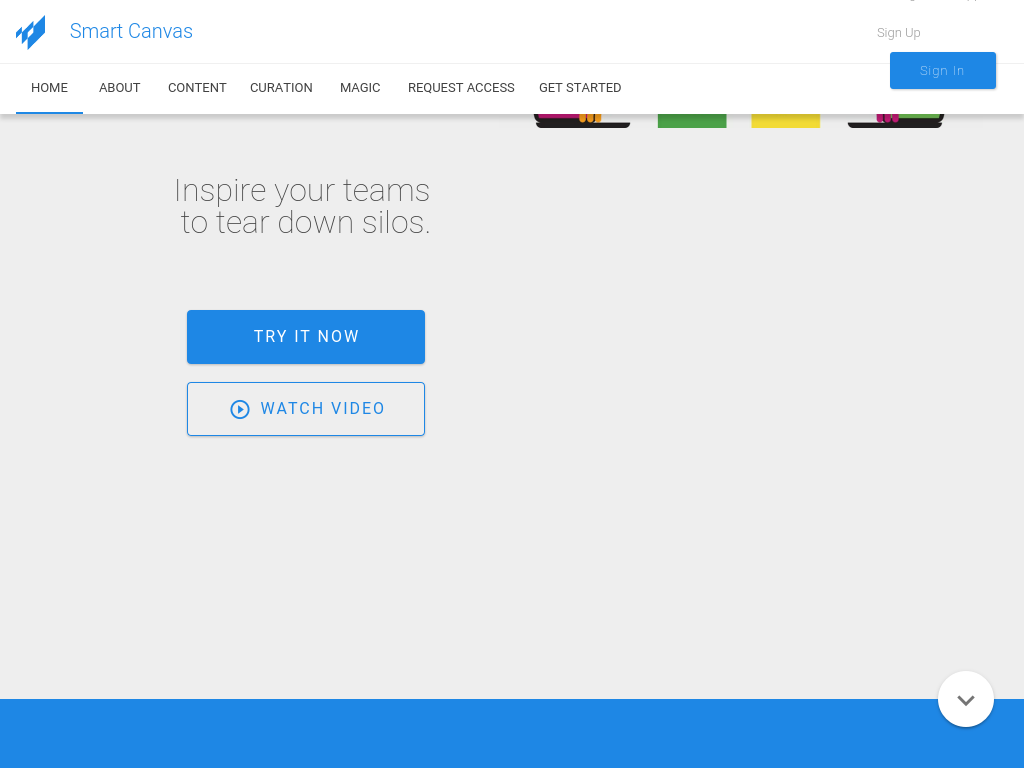 Smart Canvas
Sign Up
Sign In
HOME
ABOUT
CONTENT
CURATION
MAGIC
REQUEST ACCESS
GET STARTED
Inspire your teams
to tear down silos.
TRY IT NOW
WATCH VIDEO